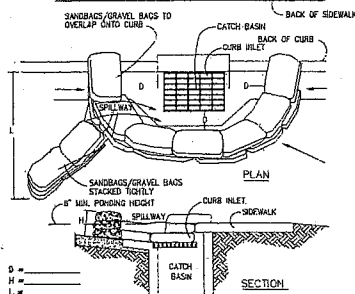 SANDBAGS/GRAVEL BAGS TO
OVERLAP ONTO CURB
BACK OF SIDEWALK
CATCH BASIN
CURB INLET
BACK OF CURB
D
D
L
SPILLWAY
D
PLAN
SANDBAGS/GRAVEL BAGS
STACKED TIGHTLY
8" MIN. PONDING HEIGHT
CURB INLET
SPILLWAY
SIDEWALK
H
CATCH
BASIN
SECTION
D =
H =
L =